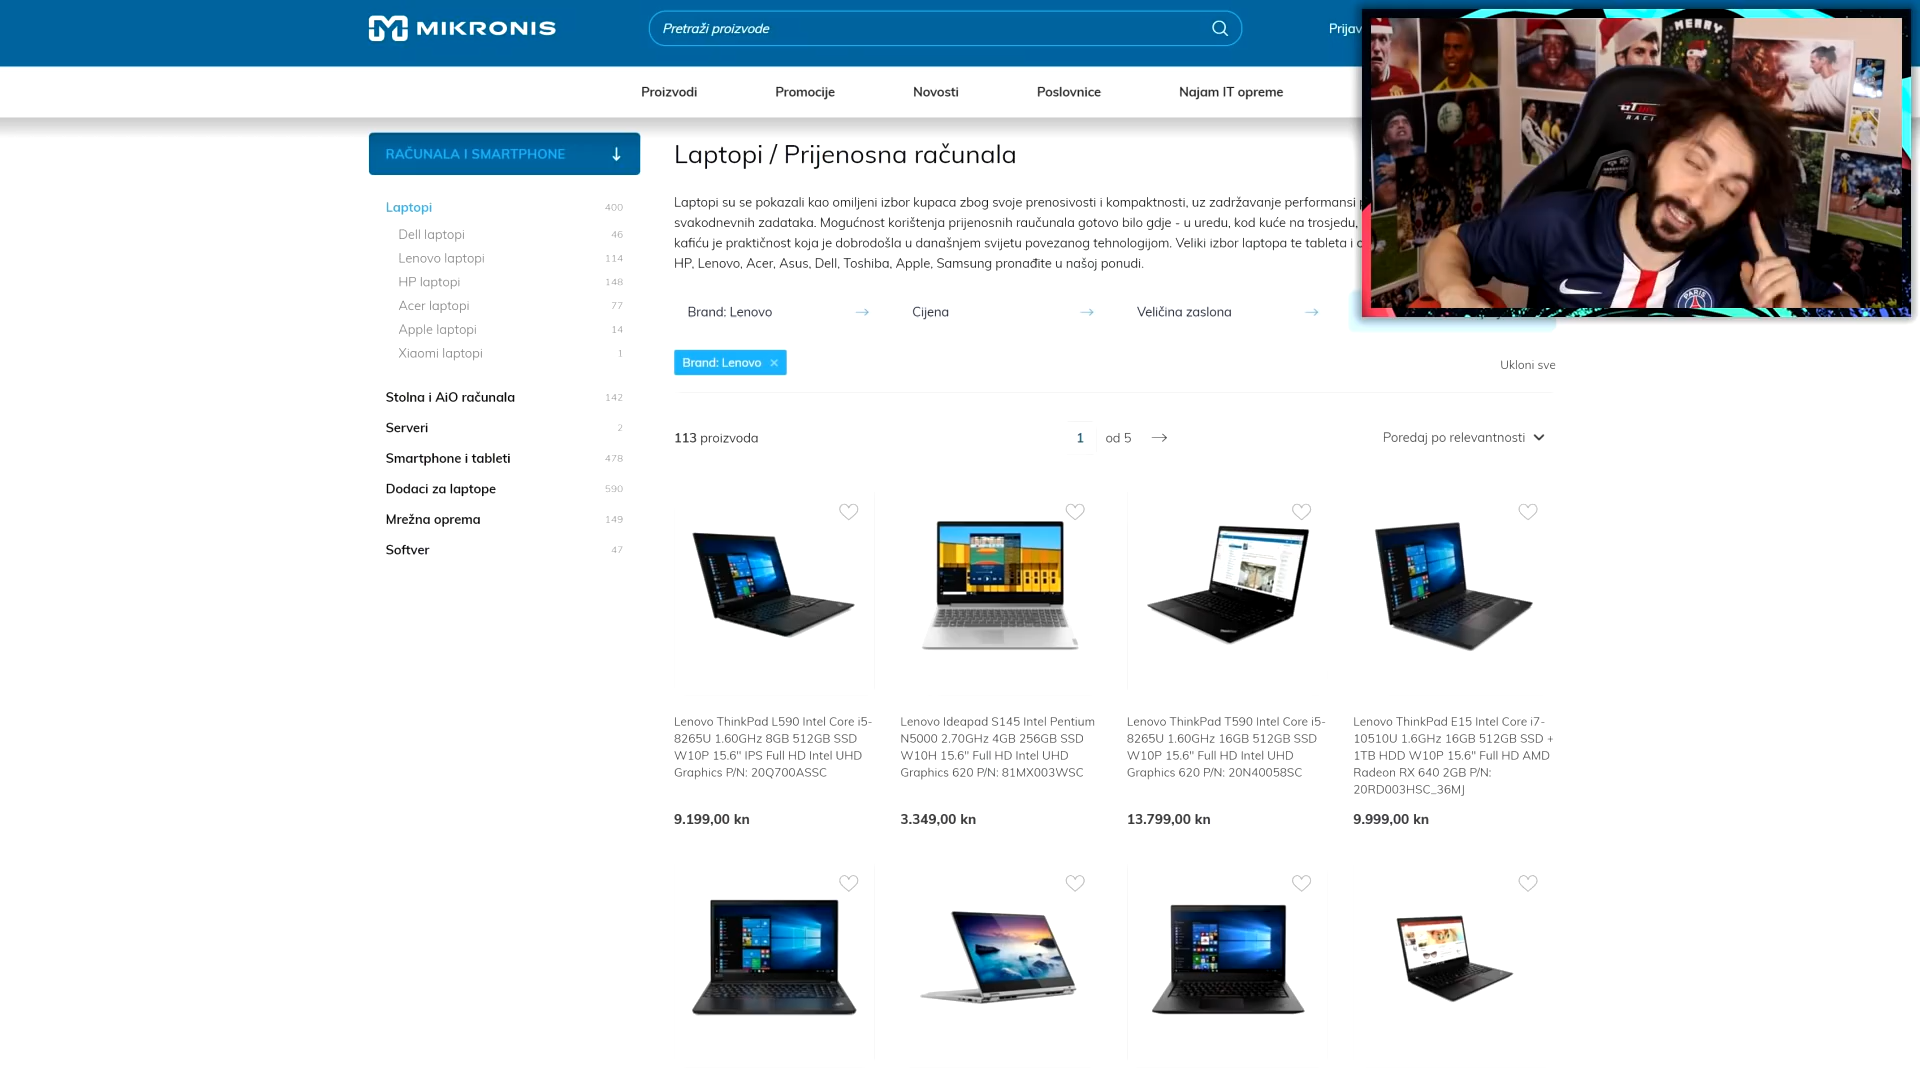 MIKRONIS
Pretraži proizvode
Prijav
Proizvodi
Promocije
Novosti
Poslovnice
Najam IT opreme
RAČUNALA I SMARTPHONE
Laptopi 400
Dell laptopi 46
Lenovo laptopi 114
HP laptopi 148
Acer laptopi 77
Apple laptopi 14
Xiaomi laptopi 1
Stolna i AiO računala 142
Serveri 2
Smartphone i tableti 478
Dodaci za laptope 590
Mrežna oprema 149
Softver 47
Laptopi / Prijenosna računala
Laptopi su se pokazali kao omiljeni izbor kupaca zbog svoje prenosivosti i kompaktnosti, uz zadržavanje performansi
svakodnevnih zadataka. Mogućnost korištenja prijenosnih raučunala gotovo bilo gdje - u uredu, kod kuće na trosjedu,
kafiću je praktičnost koja je dobrodošla u današnjem svijetu povezanog tehnologijom. Veliki izbor laptopa te tableta i
HP, Lenovo, Acer, Asus, Dell, Toshiba, Apple, Samsung pronađite u našoj ponudi.
Brand: Lenovo
Cijena
Veličina zaslona
Brand: Lenovo ×
Ukloni sve
113 proizvoda
1 od 5
Poredaj po relevantnosti
Lenovo ThinkPad L590 Intel Core i5-
8265U 1.60GHz 8GB 512GB SSD
W10P 15.6" IPS Full HD Intel UHD
Graphics P/N: 20Q700ASSC
9.199,00 kn
Lenovo Ideapad S145 Intel Pentium
N5000 2.70GHz 4GB 256GB SSD
W10H 15.6" Full HD Intel UHD
Graphics 620 P/N: 81MX003WSC
3.349,00 kn
Lenovo ThinkPad T590 Intel Core i5-
8265U 1.60GHz 16GB 512GB SSD
W10P 15.6" Full HD Intel UHD
Graphics 620 P/N: 20N40058SC
13.799,00 kn
Lenovo ThinkPad E15 Intel Core i7-
10510U 1.6GHz 16GB 512GB SSD +
1TB HDD W10P 15.6" Full HD AMD
Radeon RX 640 2GB P/N:
20RD003HSC_36MJ
9.999,00 kn
MERRY
PARIS